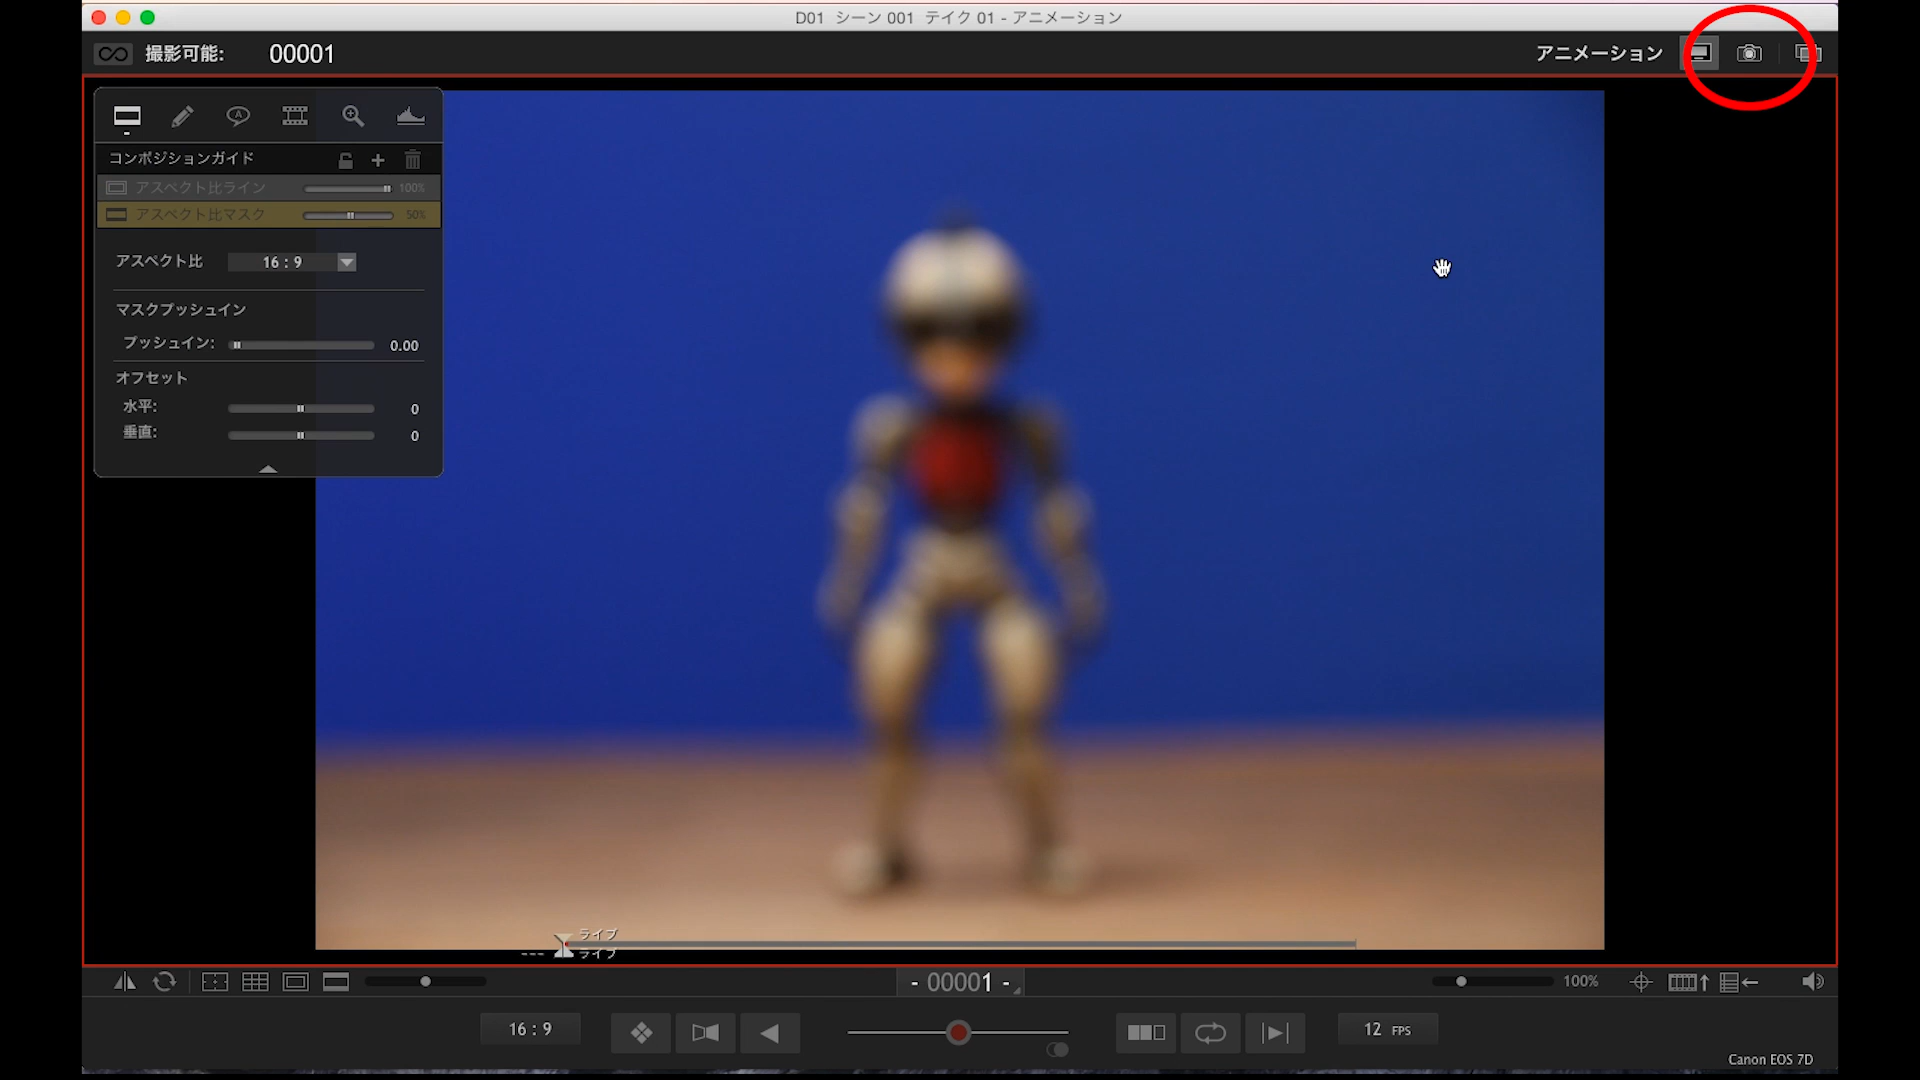 D01 シーン 001 テイク 01 - アニメーション
撮影可能: 00001
アニメーション
A
コンポジションガイド
アスペクト比ライン 100%
アスペクト比マスク 50%
アスペクト比 16 : 9
マスクプッシュイン
プッシュイン: 0.00
オフセット
水平: 0
垂直: 0
ライブ
--- ライブ
- 00001 -
100%
16 : 9
12 FPS
Canon EOS 7D